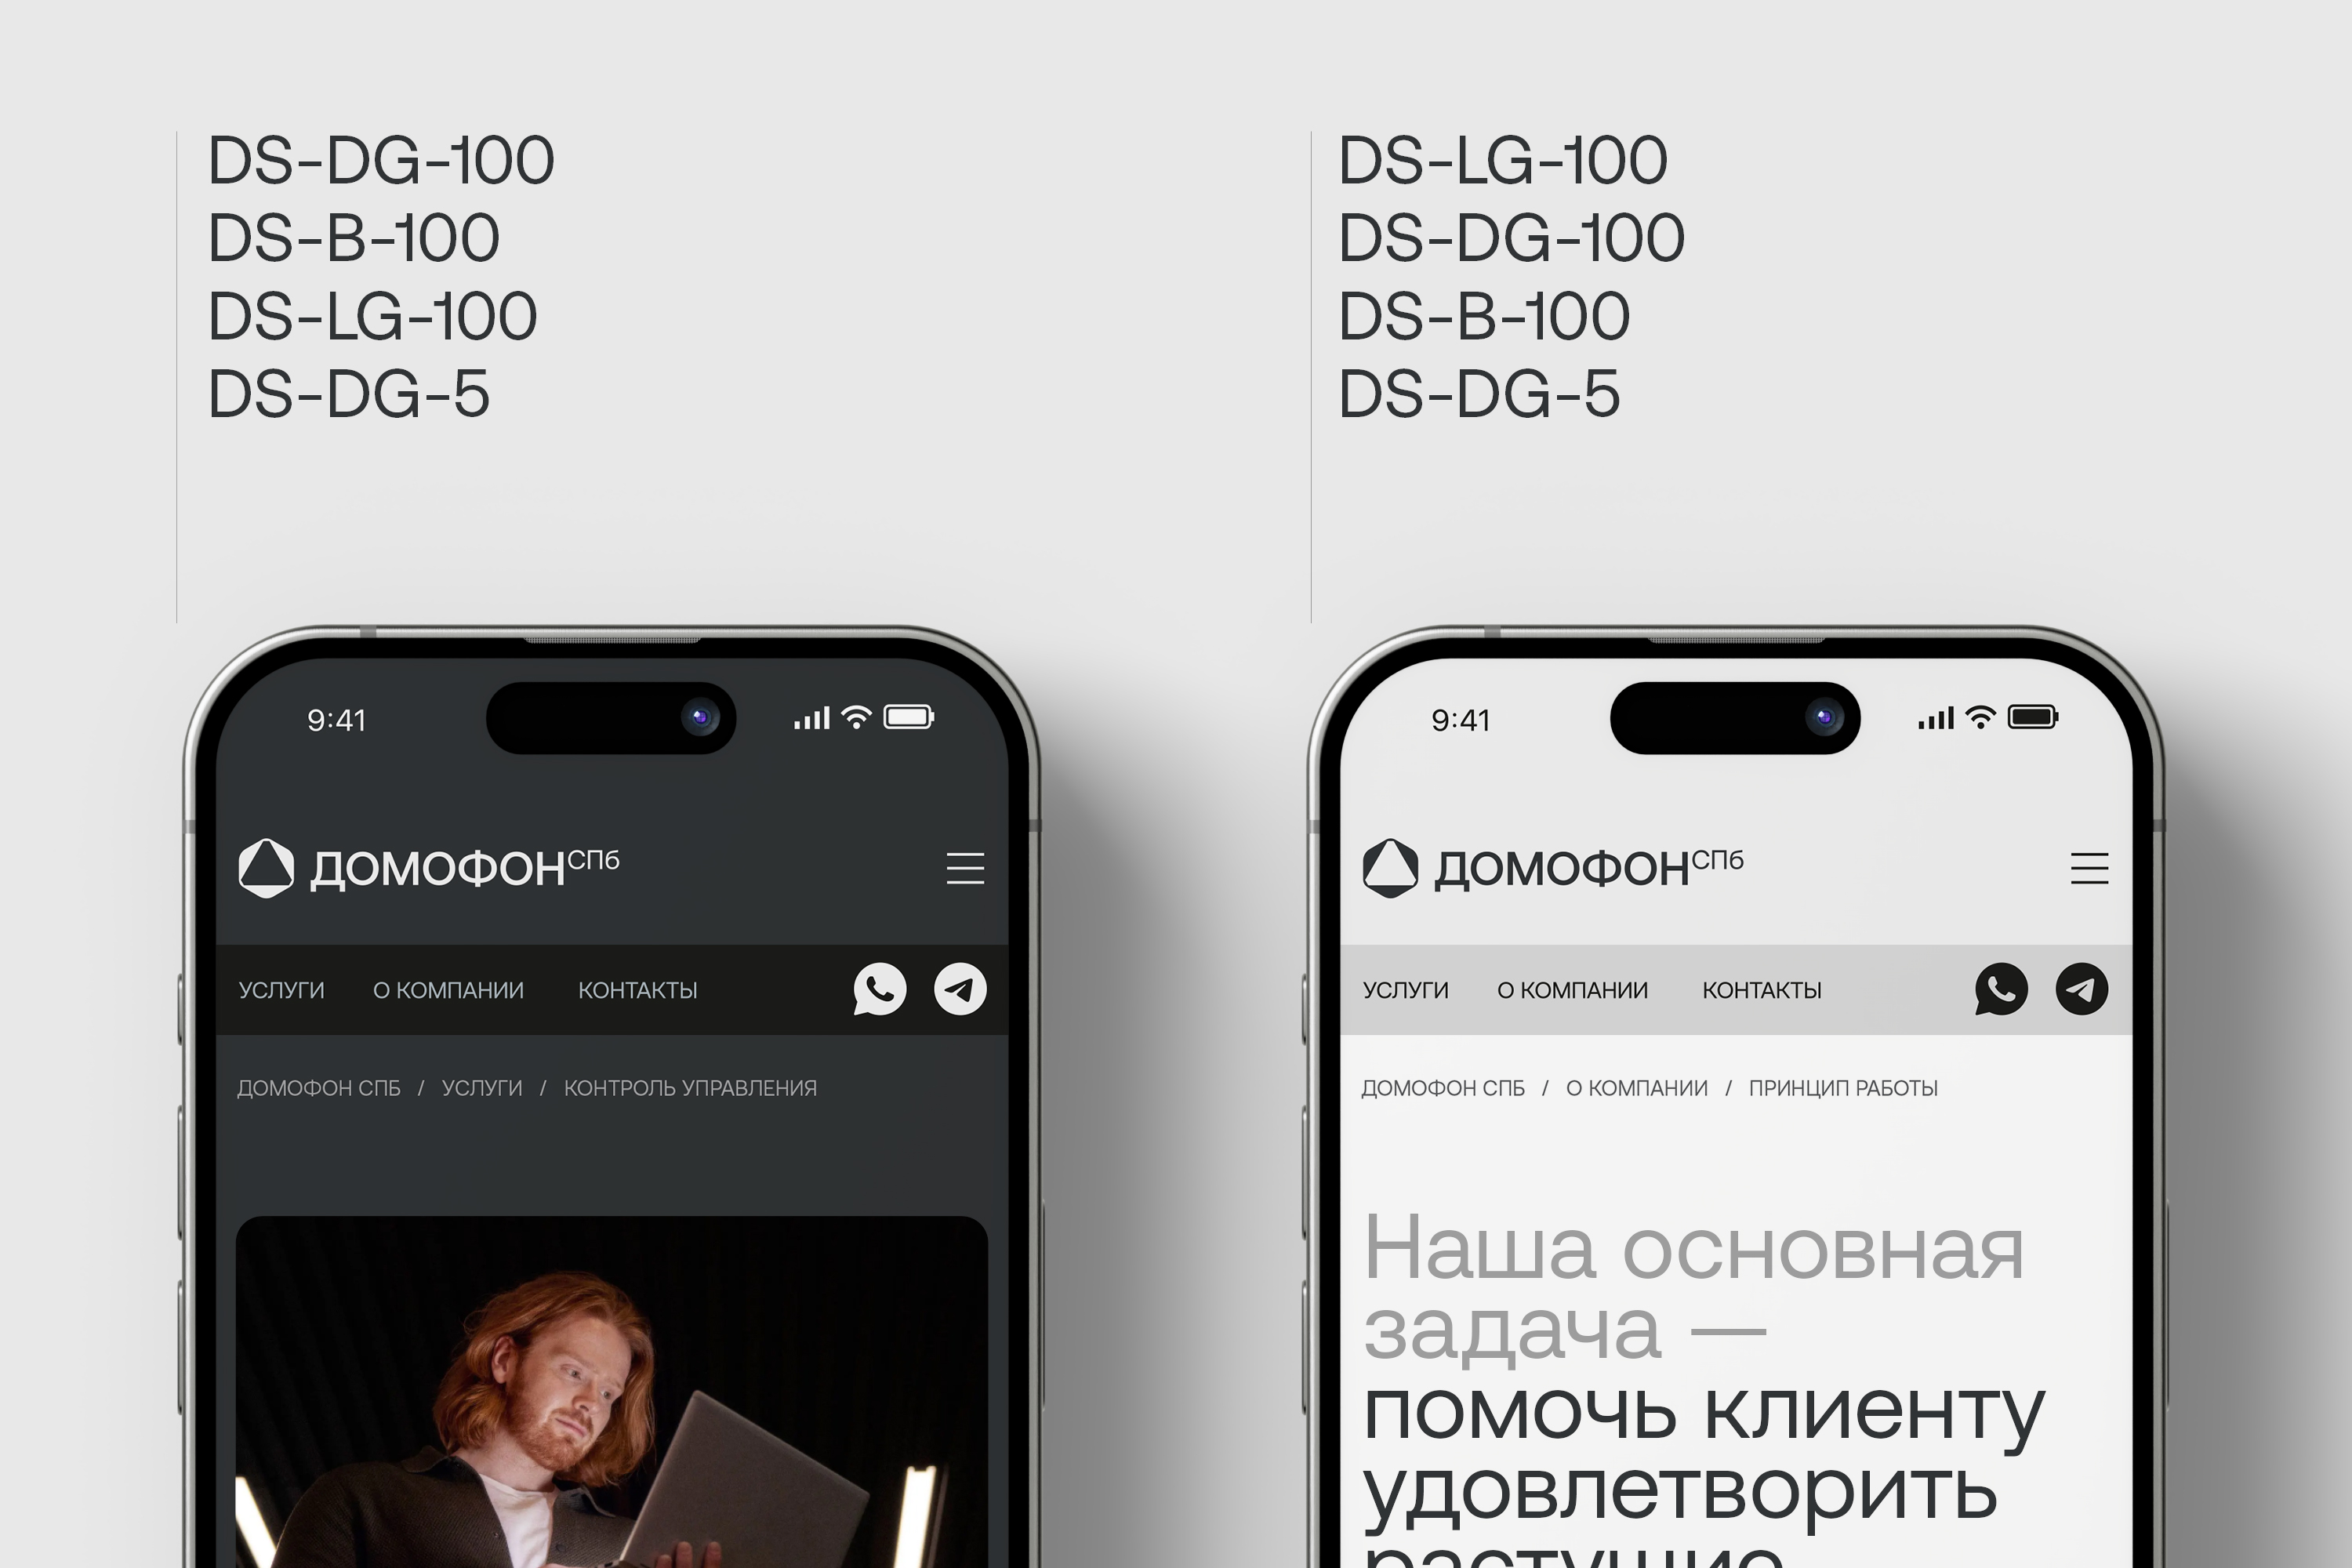 DS-DG-100
DS-B-100
DS-LG-100
DS-DG-5
DS-LG-100
DS-DG-100
DS-B-100
DS-DG-5
9:41
ДОМОФОН СПб
УСЛУГИ О КОМПАНИИ КОНТАКТЫ
ДОМОФОН СПБ / УСЛУГИ / КОНТРОЛЬ УПРАВЛЕНИЯ
9:41
ДОМОФОН СПб
УСЛУГИ О КОМПАНИИ КОНТАКТЫ
ДОМОФОН СПБ / О КОМПАНИИ / ПРИНЦИП РАБОТЫ
Наша основная
задача —
помочь клиенту
удовлетворить
растущие